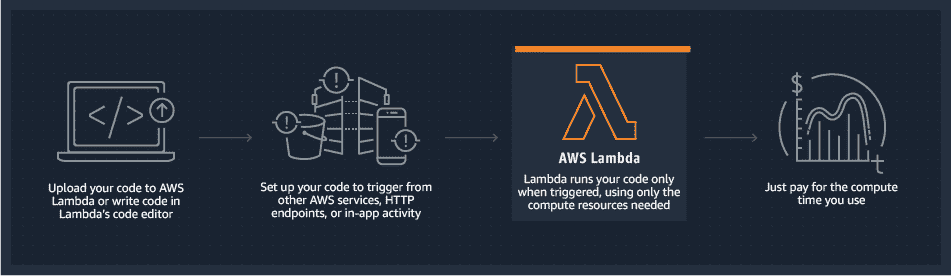 </>
$
t
Upload your code to AWS
Lambda or write code in
Lambda's code editor
Set up your code to trigger from
other AWS services, HTTP
endpoints, or in-app activity
AWS Lambda
Lambda runs your code only
when triggered, using only the
compute resources needed
Just pay for the compute
time you use